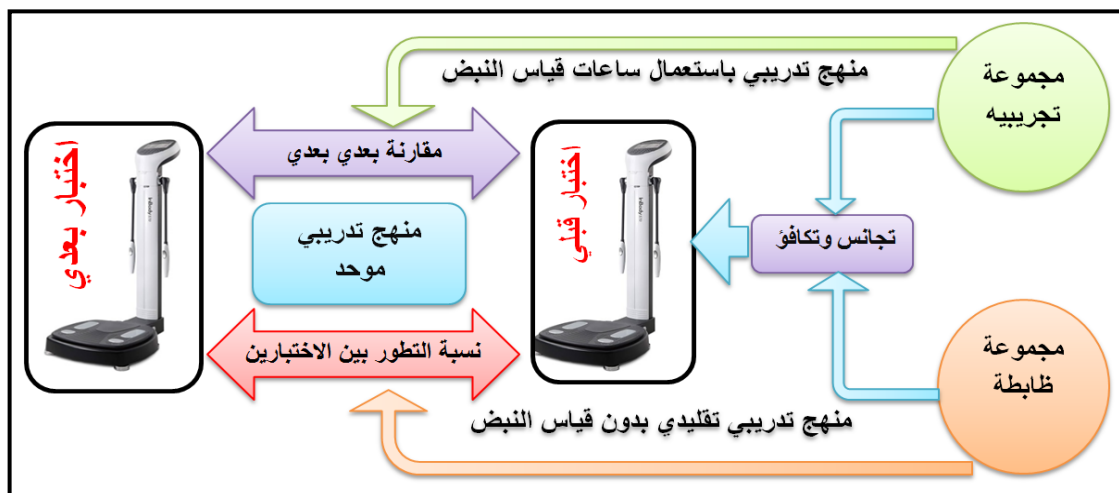 مجموعة
تجريبيه
منهج تدريبي باستعمال ساعات قياس النبض
مقارنة بعدي بعدي
اختبار قبلي
اختبار بعدي
منهج تدريبي
موحد
تجانس وتكافؤ
نسبة التطور بين الاختبارين
مجموعة
ظابطة
منهج تدريبي تقليدي بدون قياس النبض